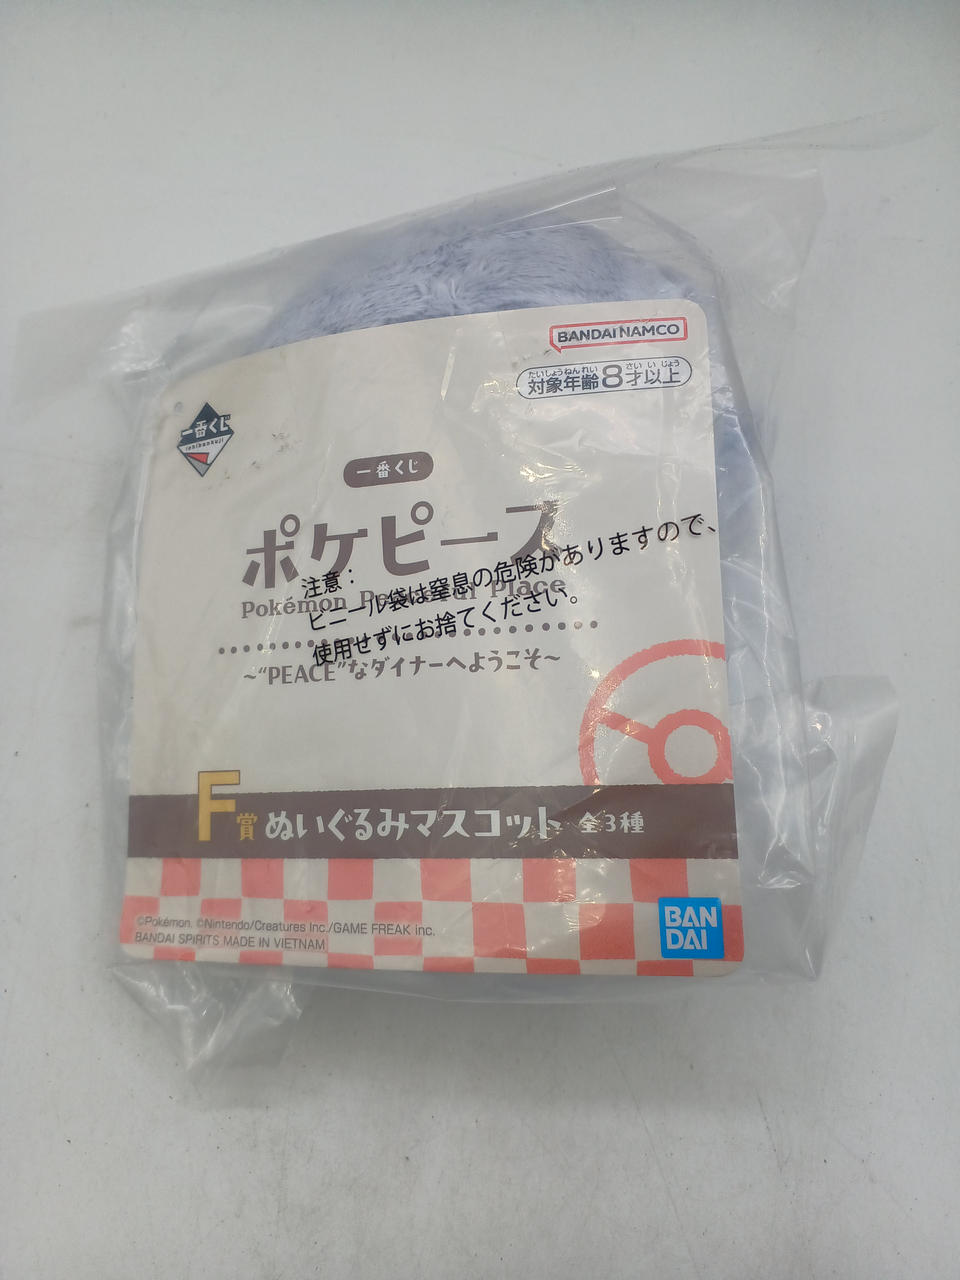 BANDAI NAMCO
たいしょうねんれい さい い じょう
対象年齢8才以上
一番くじ
ichibankuji
一番くじ
ポケピース
注意：
ビニール袋は窒息の危険がありますので、
使用せずにお捨てください。
Pokémon Peaceful Place
~"PEACE"なダイナーへようこそ~
F賞 ぬいぐるみマスコット 全3種
©Pokémon. ©Nintendo/Creatures Inc./GAME FREAK inc.
BANDAI SPIRITS MADE IN VIETNAM
BAN
DAI